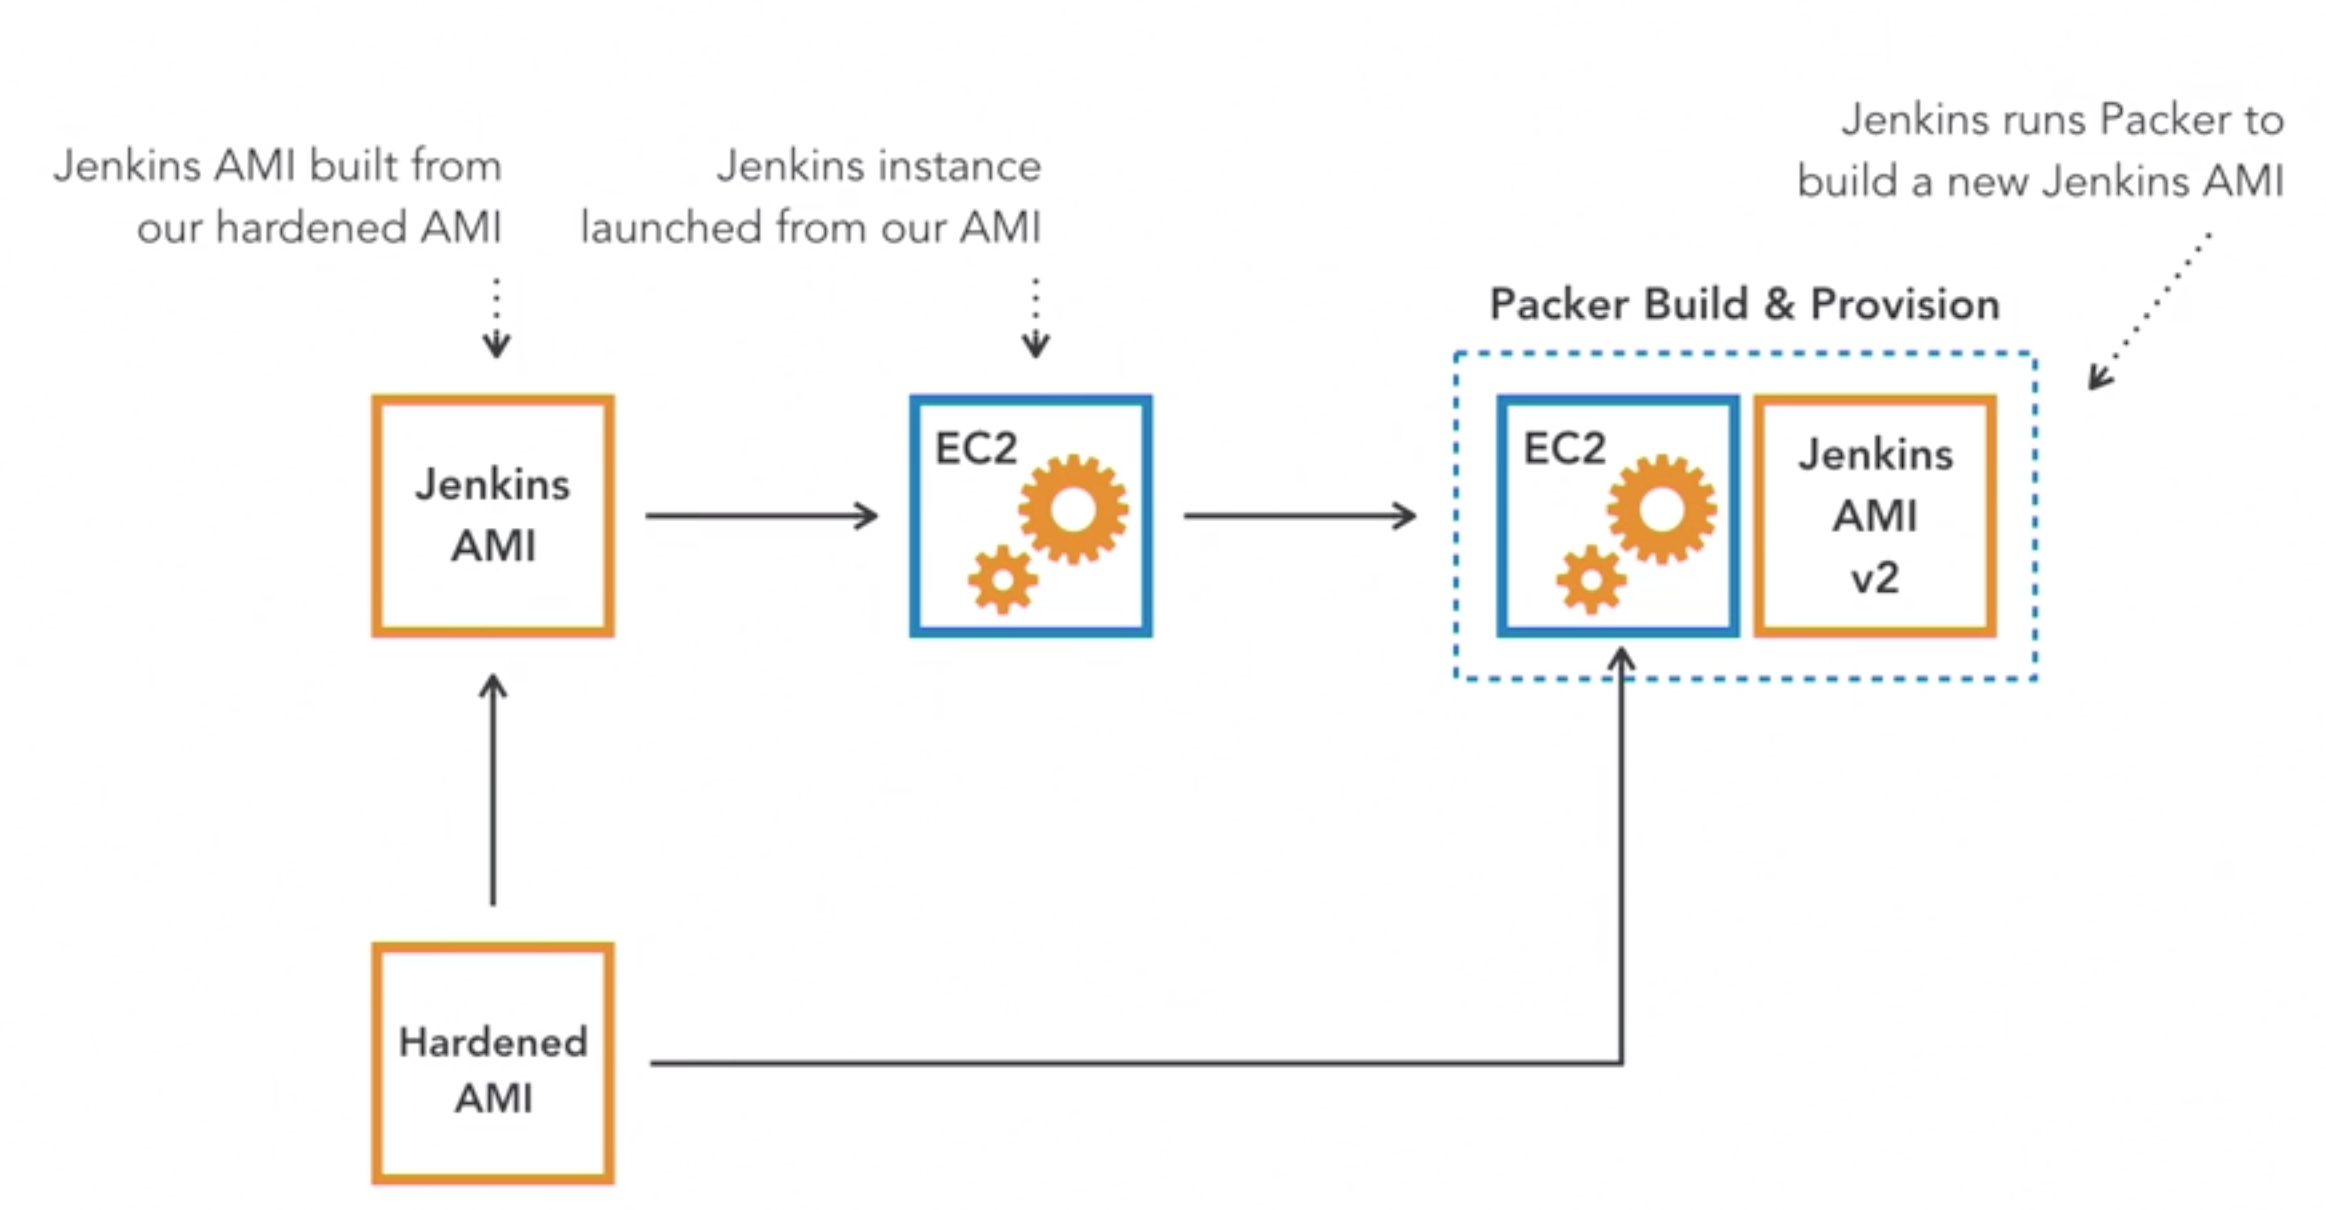 Jenkins AMI built from
our hardened AMI
Jenkins instance
launched from our AMI
Jenkins runs Packer to
build a new Jenkins AMI
Packer Build & Provision
Jenkins
AMI
EC2
EC2
Jenkins
AMI
v2
Hardened
AMI